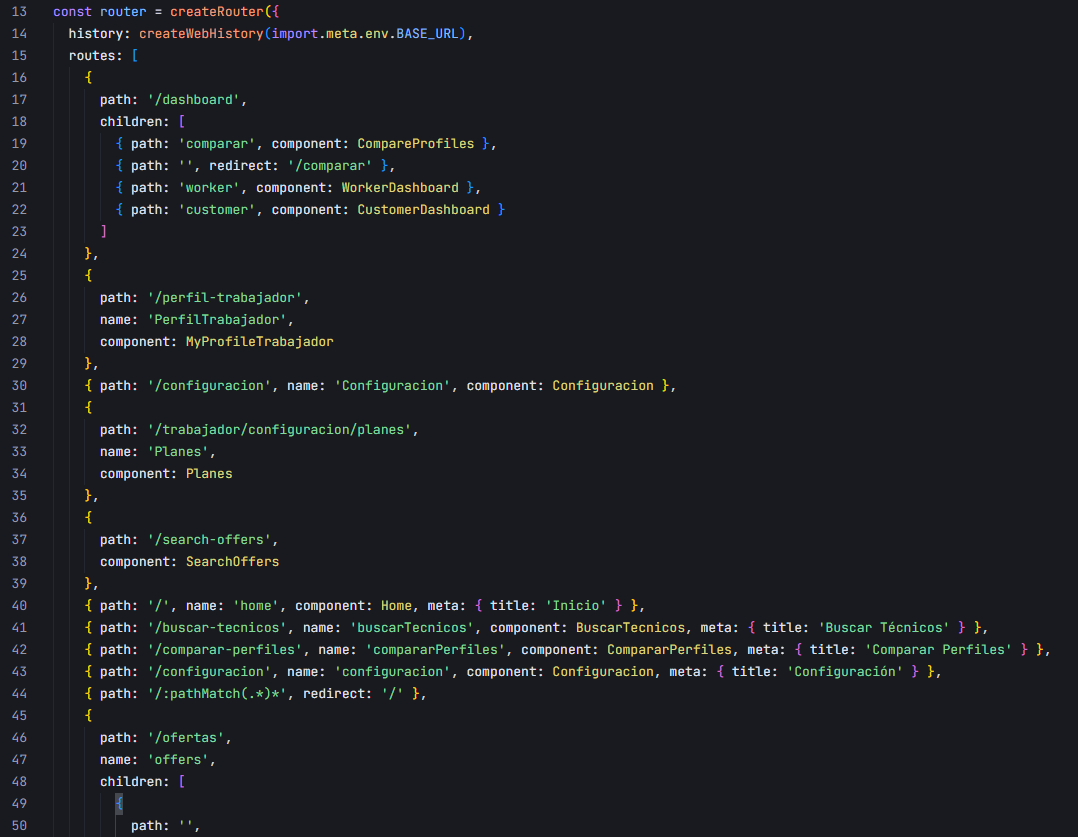 13 const router = createRouter({
14 history: createWebHistory(import.meta.env.BASE_URL),
15 routes: [
16 {
17 path: '/dashboard',
18 children: [
19 { path: 'comparar', component: CompareProfiles },
20 { path: '', redirect: '/comparar' },
21 { path: 'worker', component: WorkerDashboard },
22 { path: 'customer', component: CustomerDashboard }
23 ]
24 },
25 {
26 path: '/perfil-trabajador',
27 name: 'PerfilTrabajador',
28 component: MyProfileTrabajador
29 },
30 { path: '/configuracion', name: 'Configuracion', component: Configuracion },
31 {
32 path: '/trabajador/configuracion/planes',
33 name: 'Planes',
34 component: Planes
35 },
36 {
37 path: '/search-offers',
38 component: SearchOffers
39 },
40 { path: '/', name: 'home', component: Home, meta: { title: 'Inicio' } },
41 { path: '/buscar-tecnicos', name: 'buscarTecnicos', component: BuscarTecnicos, meta: { title: 'Buscar Técnicos' } },
42 { path: '/comparar-perfiles', name: 'compararPerfiles', component: CompararPerfiles, meta: { title: 'Comparar Perfiles' } },
43 { path: '/configuracion', name: 'configuracion', component: Configuracion, meta: { title: 'Configuración' } },
44 { path: '/:pathMatch(.*)*', redirect: '/' },
45 {
46 path: '/ofertas',
47 name: 'offers',
48 children: [
49 {
50 path: '',